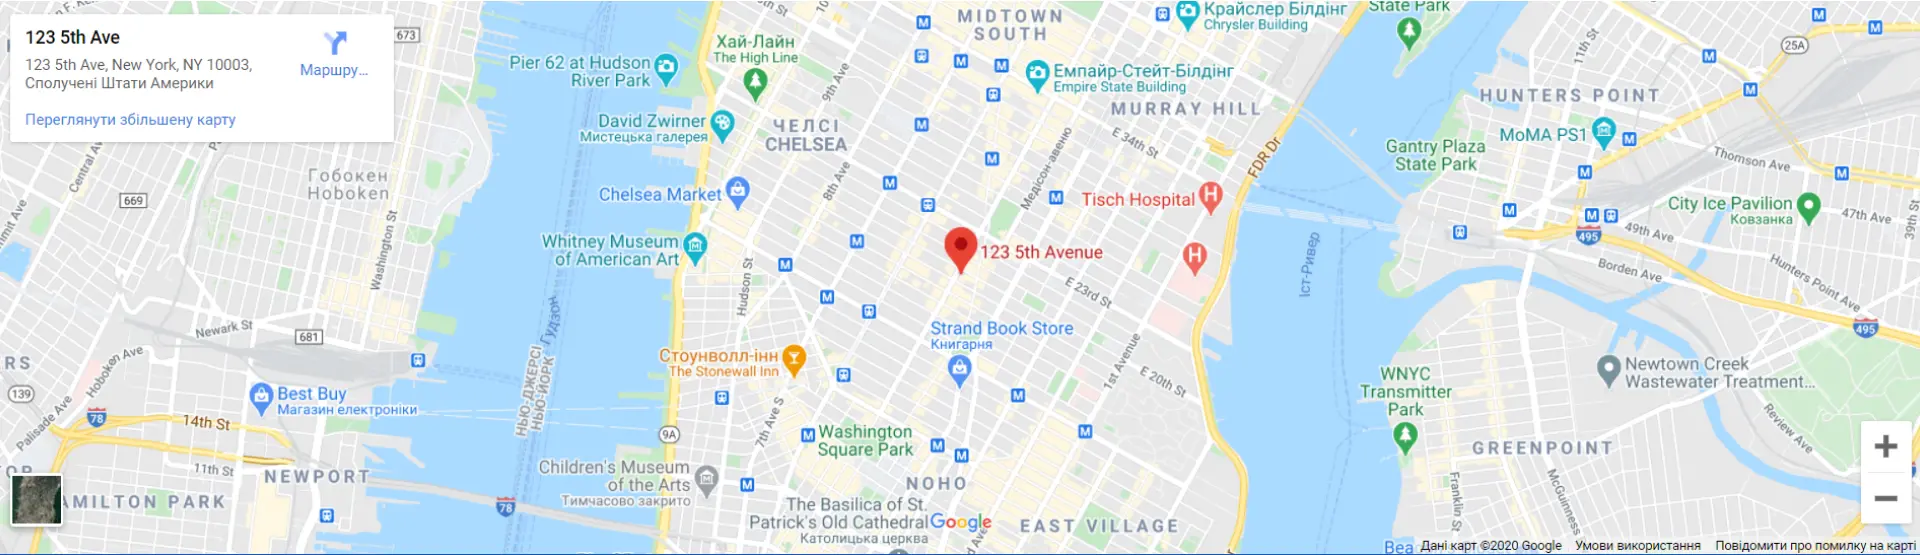 123 5th Ave
123 5th Ave, New York, NY 10003,
Сполучені Штати Америки
Маршру...
Переглянути збільшену карту
673
Хай-Лайн
The High Line
Pier 62 at Hudson
River Park
9th Ave
MIDTOWN
SOUTH
Крайслер Білдінг
Chrysler Building
State Park
11th St
25A
Емпайр-Стейт-Білдінг
Empire State Building
MURRAY HILL
HUNTERS POINT
David Zwirner
Мистецька галерея
ЧЕЛСІ
CHELSEA
E 34th St
FDR Dr
MoMA PS1
Gantry Plaza
State Park
Thomson Ave
Central Ave
Гобокен
Hoboken
669
Washington St
Chelsea Market
8th Ave
Медісон-авеню
Tisch Hospital
City Ice Pavilion
Ковзанка
47th Ave
39th St
49th Ave
495
Whitney Museum
of American Art
123 5th Avenue
Іст-Ривер
Borden Ave
Hunters Point Ave
Hudson St
E 23rd St
Гудзон
НЬЮ-ДЖЕРСІ
НЬЮ-ЙОРК
Newark St
681
Strand Book Store
Книгарня
495
Hoboken Ave
Стоунволл-інн
The Stonewall Inn
1st Avenue
E 20th St
WNYC
Transmitter
Park
Newtown Creek
Wastewater Treatment...
139
Best Buy
Магазин електроніки
Palisade Ave
78
14th St
7th Ave S
9A
Washington
Square Park
Review Ave
GREENPOINT
11th St
NEWPORT
Children's Museum
of the Arts
Тимчасово закрито
NOHO
Franklin St
McGuinness
AMILTON PARK
78
The Basilica of St.
Patrick's Old Cathedral
Католицька церква
Google
EAST VILLAGE
Bea
Дані карт ©2020 Google
Умови використання
Повідомити про помилку на карті